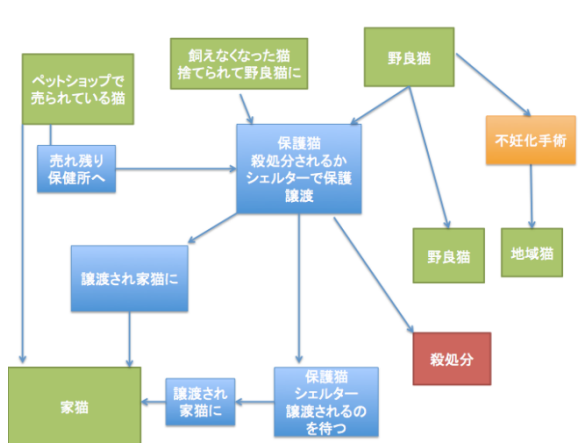 ペットショップで
売られている猫
飼えなくなった猫
捨てられて野良猫に
野良猫
売れ残り
保健所へ
保護猫
殺処分されるか
シェルターで保護
譲渡
不妊化手術
譲渡され家猫に
野良猫
地域猫
殺処分
家猫
譲渡され
家猫に
保護猫
シェルター
譲渡されるの
を待つ